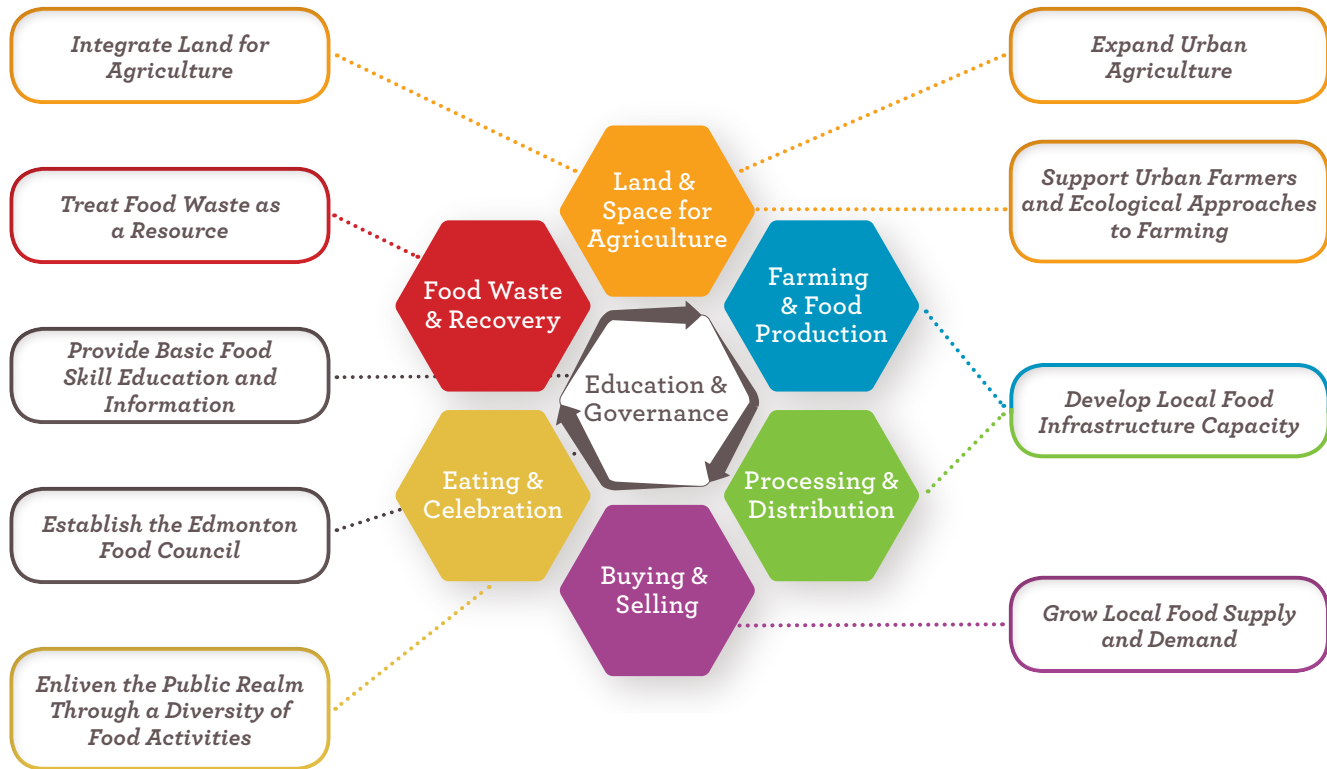 Integrate Land for
Agriculture
Expand Urban
Agriculture
Land &
Space for
Agriculture
Support Urban Farmers
and Ecological Approaches
to Farming
Treat Food Waste as
a Resource
Food Waste
& Recovery
Farming
& Food
Production
Provide Basic Food
Skill Education and
Information
Education &
Governance
Develop Local Food
Infrastructure Capacity
Eating &
Celebration
Processing &
Distribution
Establish the Edmonton
Food Council
Buying &
Selling
Grow Local Food Supply
and Demand
Enliven the Public Realm
Through a Diversity of
Food Activities